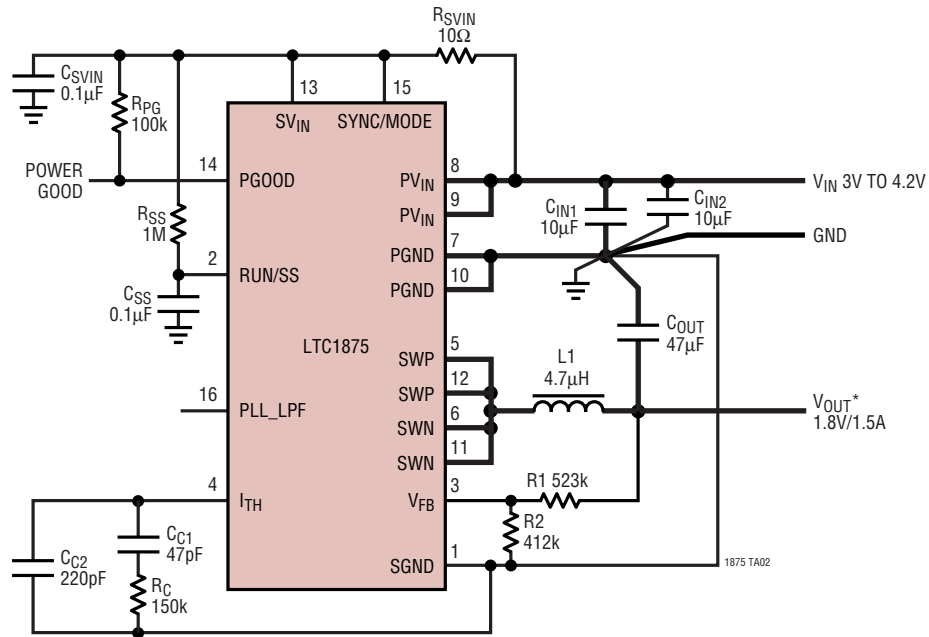 RSVIN
10Ω
CSVIN
0.1µF
RPG
100k
13
15
SVIN
SYNC/MODE
POWER
GOOD
14
PGOOD
RSS
1M
2
RUN/SS
CSS
0.1µF
LTC1875
16
PLL_LPF
4
ITH
CC1
47pF
CC2
220pF
RC
150k
8
PVIN
9
PVIN
7
PGND
10
PGND
5
SWP
12
SWP
6
SWN
11
SWN
3
VFB
1
SGND
VIN 3V TO 4.2V
CIN1
10µF
CIN2
10µF
GND
COUT
47µF
L1
4.7µH
VOUT*
1.8V/1.5A
R1 523k
R2
412k
1875 TA02